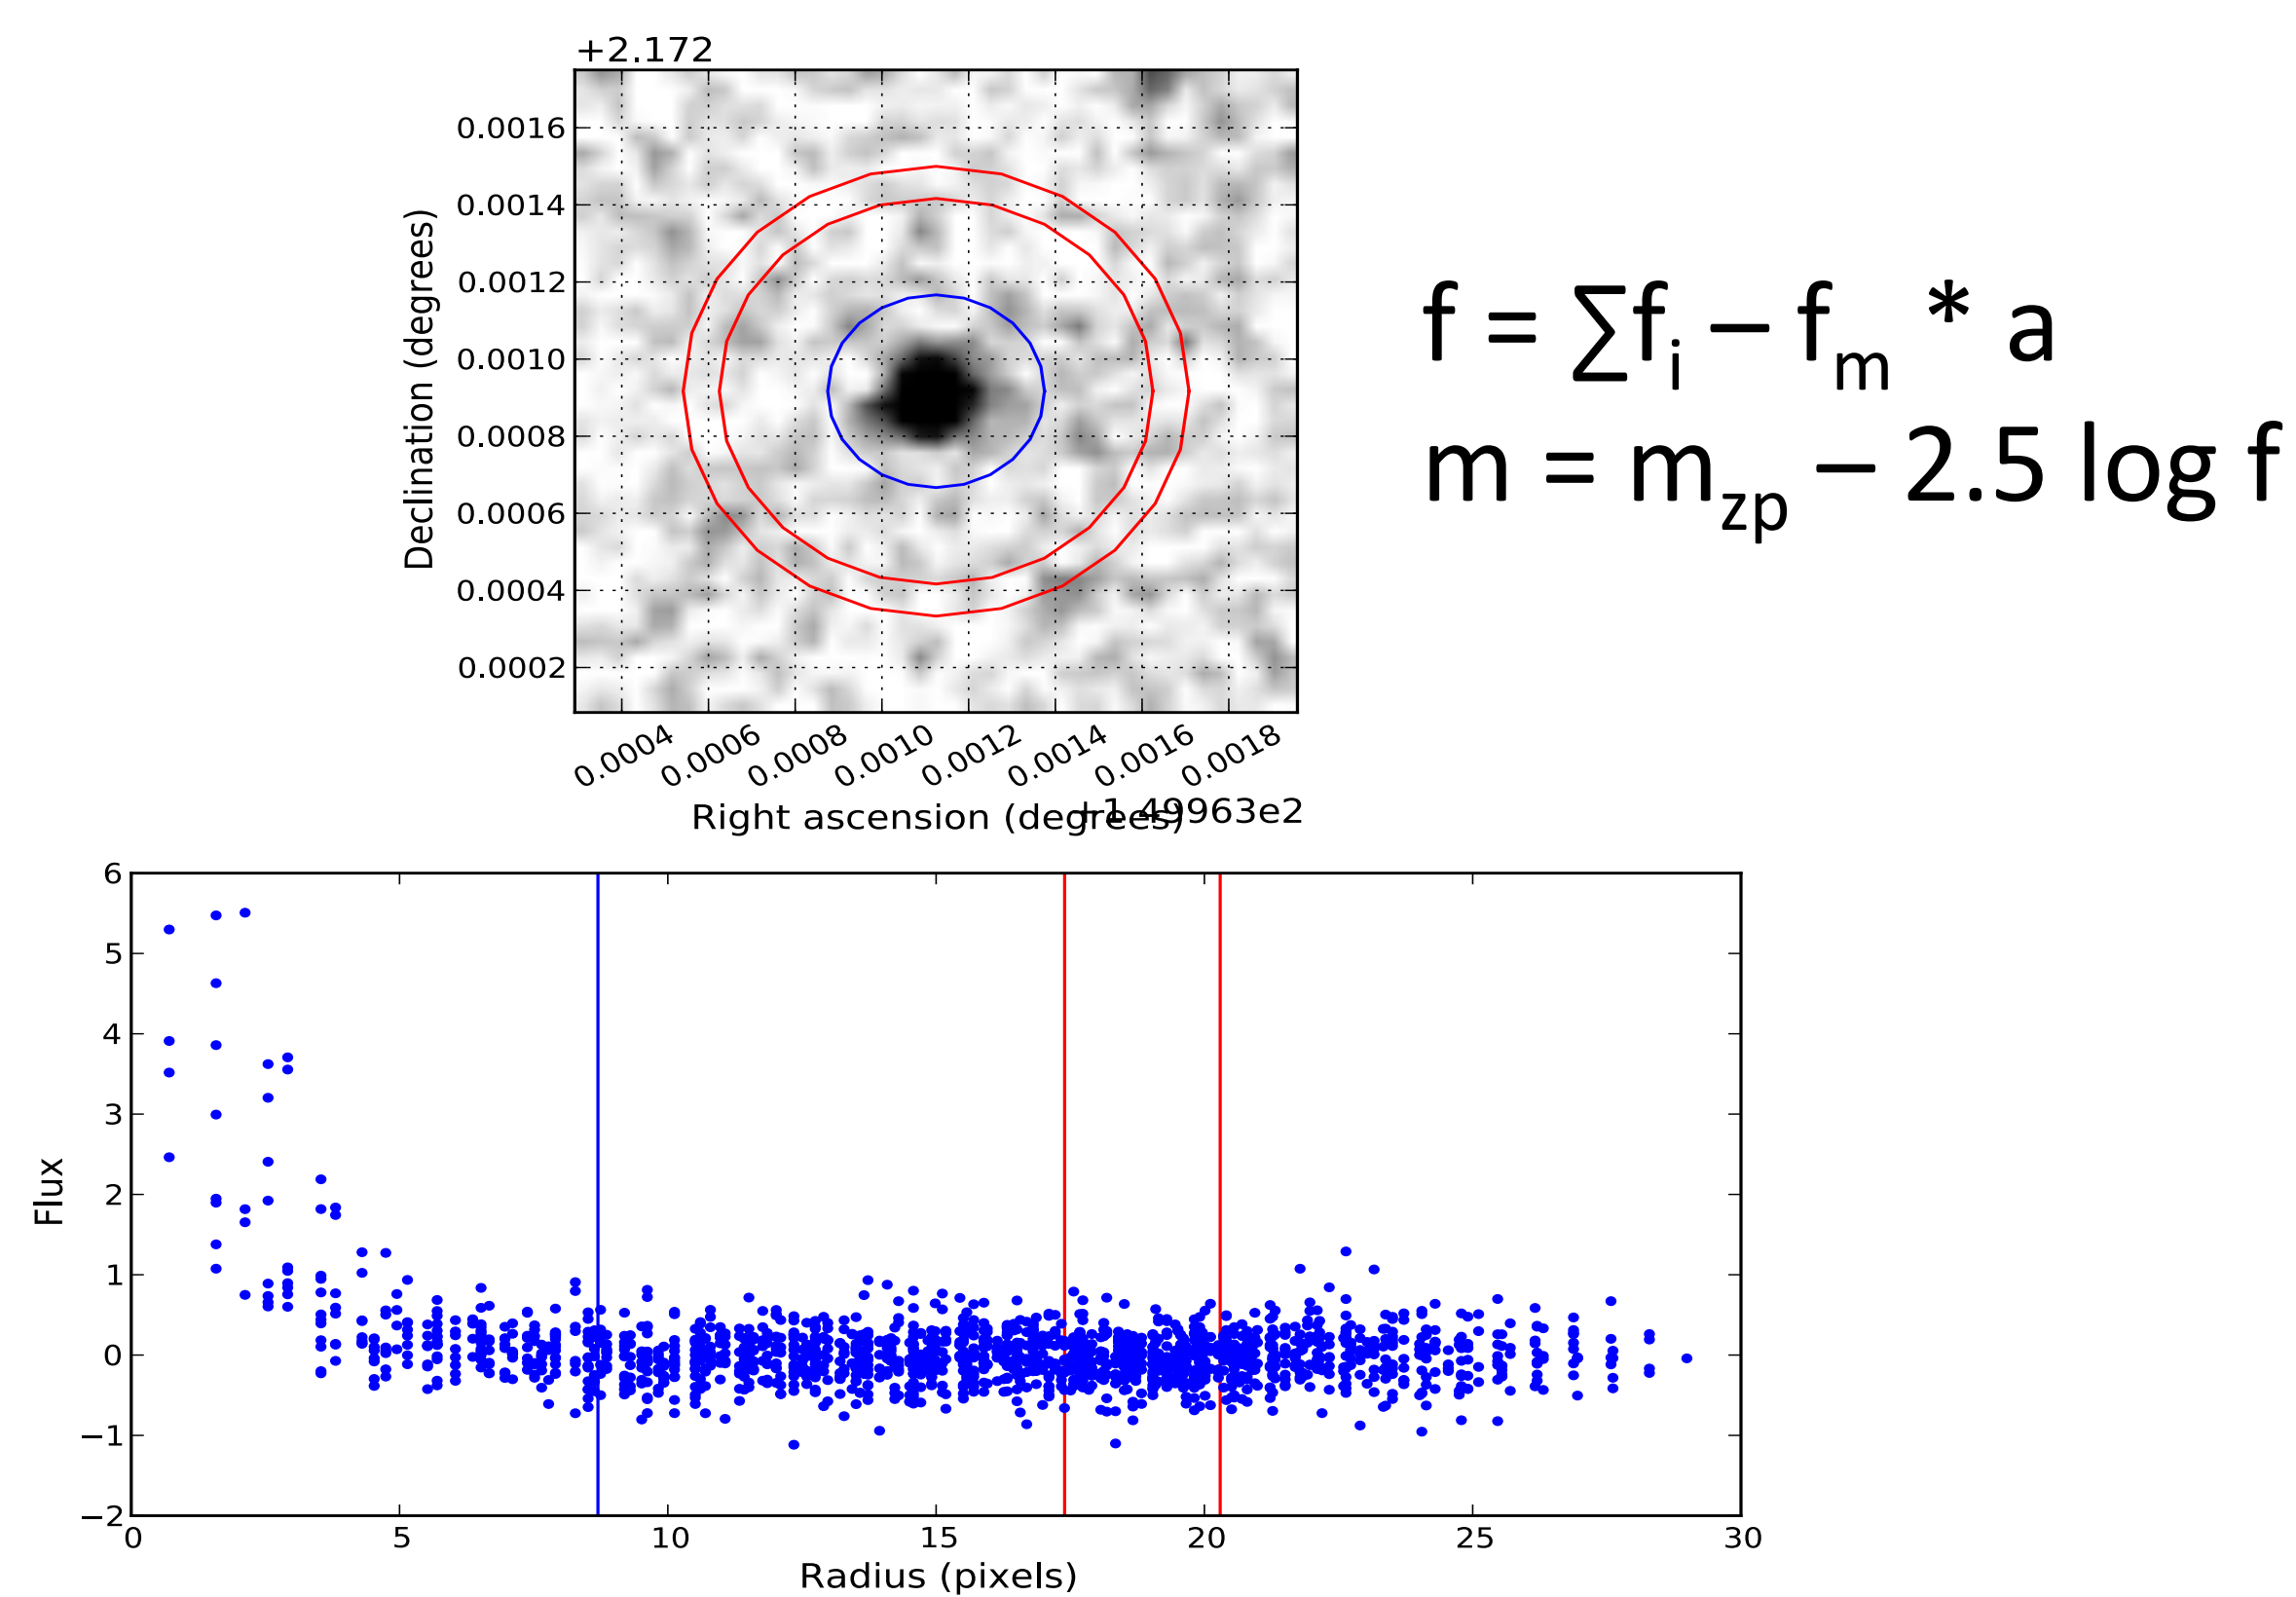 +2.172
0.0016
0.0014
0.0012
0.0010
0.0008
0.0006
0.0004
0.0002
Declination (degrees)
0.0004 0.0006 0.0008 0.0010 0.0012 0.0014 0.0016 0.0018
Right ascension (degrees)
+1.49963e2
f = ∑fi – fm * a
m = mzp – 2.5 log f
6
5
4
3
2
1
0
−1
−2
Flux
0 5 10 15 20 25 30
Radius (pixels)